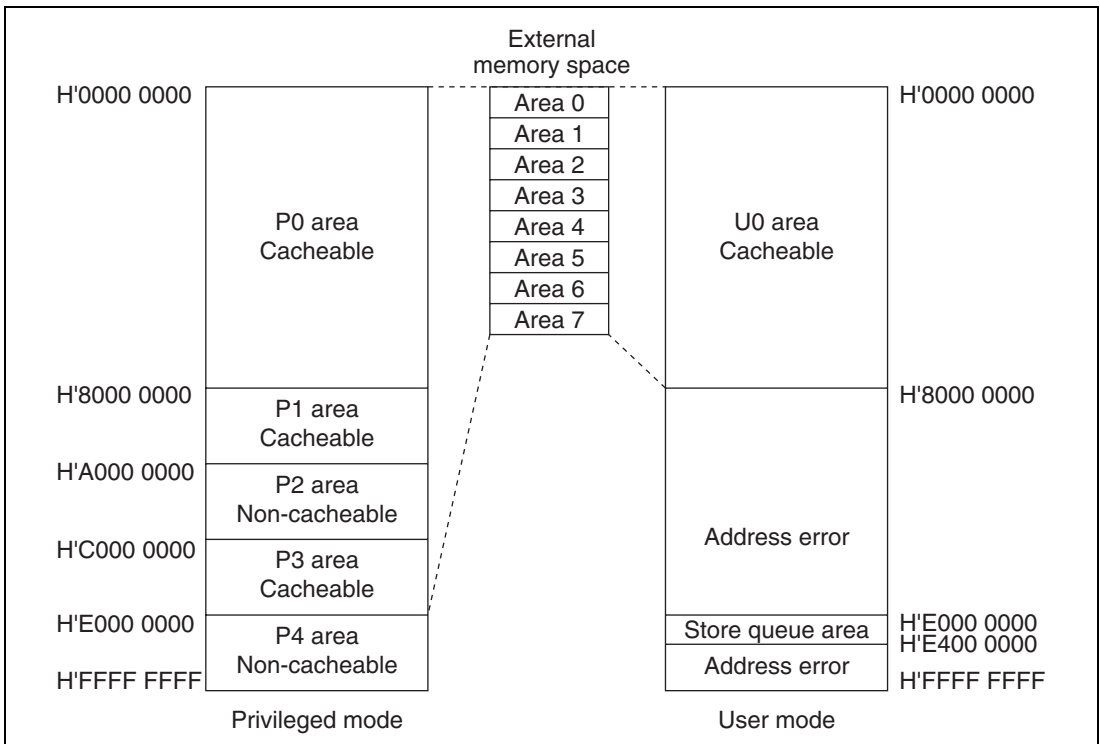 External
memory space
H'0000 0000
P0 area
Cacheable
H'8000 0000
P1 area
Cacheable
H'A000 0000
P2 area
Non-cacheable
H'C000 0000
P3 area
Cacheable
H'E000 0000
P4 area
Non-cacheable
H'FFFF FFFF
Privileged mode
Area 0
Area 1
Area 2
Area 3
Area 4
Area 5
Area 6
Area 7
H'0000 0000
U0 area
Cacheable
H'8000 0000
Address error
Store queue area
H'E000 0000
H'E400 0000
Address error
H'FFFF FFFF
User mode